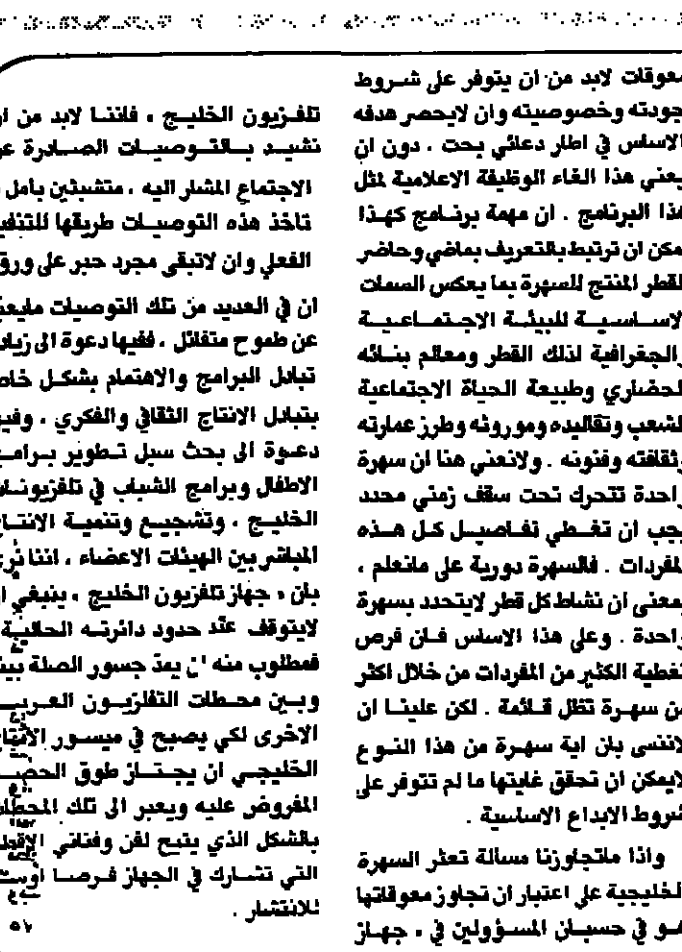 معوقات لابد من ان يتوفر على شروط
جودته وخصوصيته وان لايحصر هدفه
الاساس في اطار دعائي بحت . دون ان
يعني هذا الغاء الوظيفة الاعلامية لمثل
هذا البرنامج . ان مهمة برنامج كهذا
يمكن ان ترتبط بالتعريف بماضي وحاضر
القطر المنتج للسهرة بما يعكس السمات
الاساسية للبيئة الاجتماعية
والجغرافية لذلك القطر ومعالم بنائه
الحضاري وطبيعة الحياة الاجتماعية
للشعب وتقاليده وموروثه وطرز عمارته
وثقافته وفنونه . ولانعني هنا ان سهرة
واحدة تتحرك تحت سقف زمني محدد
يجب ان تغطي تفاصيل كل هذه
المفردات . فالسهرة دورية على مانعلم ،
بمعنى ان نشاط كل قطر لايتحدد بسهرة
واحدة . وعلى هذا الاساس فان فرص
تغطية الكثير من المفردات من خلال اكثر
من سهرة تظل قائمة . لكن علينا ان
لاننسى بان اية سهرة من هذا النوع
لايمكن ان تحقق غايتها ما لم تتوفر على
شروط الابداع الاساسية .
واذا ماتجاوزنا مسالة تعثر السهرة
الخليجية على اعتبار ان تجاوز معوقاتها
هو في حسبان المسؤولين في « جهاز
تلفزيون الخليج » فاننا لابد من ان
نشيد بالتوصيات الصادرة عن
الاجتماع المشار اليه ، متشبثين بامل
تاخذ هذه التوصيات طريقها للتنفيذ
الفعلي وان لاتبقى مجرد حبر على ورق
ان في العديد من تلك التوصيات مايعبر
عن طموح متفائل ، ففيها دعوة الى زيادة
تبادل البرامج والاهتمام بشكل خاص
بتبادل الانتاج الثقافي والفكري ، وفيها
دعوة الى بحث سبل تطوير برامج
الاطفال وبرامج الشباب في تلفزيونات
الخليج ، وتشجيع وتنمية الانتاج
المباشر بين الهيئات الاعضاء ، اننا نرى
بان « جهاز تلفزيون الخليج » ينبغي ان
لايتوقف عند حدود دائرته الحالية
فمطلوب منه ان يمد جسور الصلة بينه
وبين محطات التلفزيون العربية
الاخرى لكي يصبح في ميسور الانتاج
الخليجي ان يجتاز طوق الحصار
المفروض عليه ويعبر الى تلك المحطات
بالشكل الذي يتيح لفن وفناني الاقطار
التي تشارك في الجهاز فرصا اوسع
للانتشار .